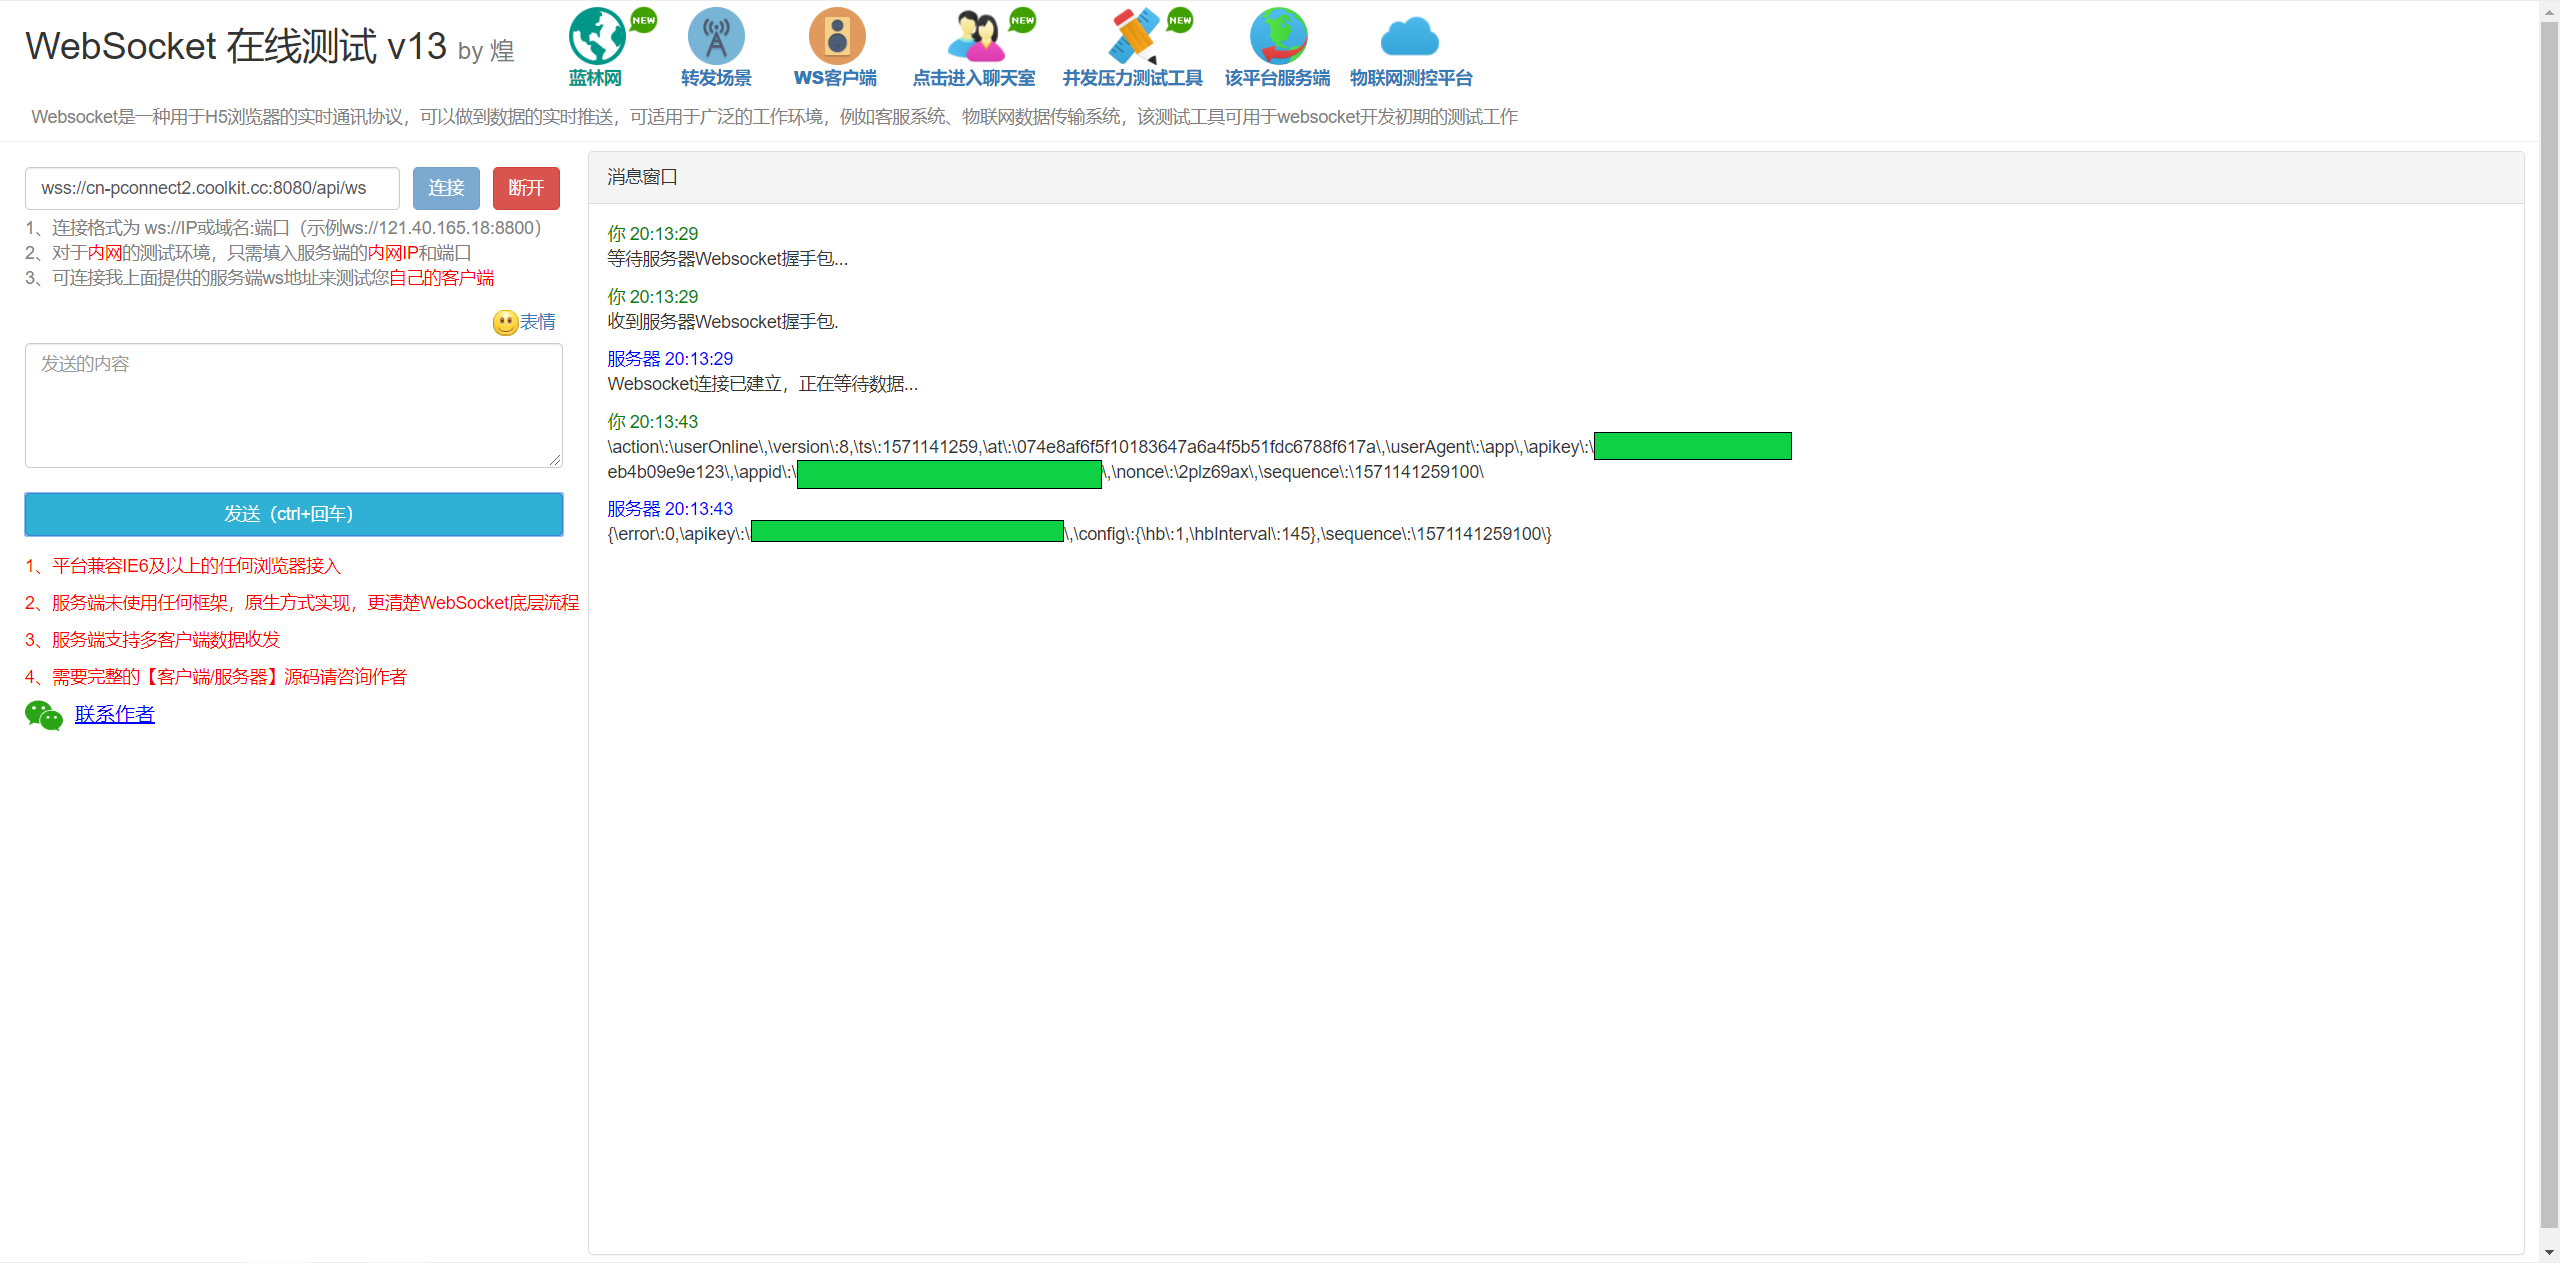 WebSocket 在线测试 v13 by 煌
NEW
NEW
NEW
蓝林网
转发场景
WS客户端
点击进入聊天室
并发压力测试工具
该平台服务端
物联网测控平台
Websocket是一种用于H5浏览器的实时通讯协议，可以做到数据的实时推送，可适用于广泛的工作环境，例如客服系统、物联网数据传输系统，该测试工具可用于websocket开发初期的测试工作
wss://cn-pconnect2.coolkit.cc:8080/api/ws
连接
断开
1、连接格式为 ws://IP或域名:端口（示例ws://121.40.165.18:8800）
2、对于内网的测试环境，只需填入服务端的内网IP和端口
3、可连接我上面提供的服务端ws地址来测试您自己的客户端
表情
发送的内容
发送（ctrl+回车）
1、平台兼容IE6及以上的任何浏览器接入
2、服务端未使用任何框架，原生方式实现，更清楚WebSocket底层流程
3、服务端支持多客户端数据收发
4、需要完整的【客户端/服务器】源码请咨询作者
联系作者
消息窗口
你 20:13:29
等待服务器Websocket握手包...
你 20:13:29
收到服务器Websocket握手包.
服务器 20:13:29
Websocket连接已建立，正在等待数据...
你 20:13:43
\action\:\userOnline\,\version\:8,\ts\:1571141259,\at\:\074e8af6f5f10183647a6a4f5b51fdc6788f617a\,\userAgent\:\app\,\apikey\:\
eb4b09e9e123\,\appid\:\ \,\nonce\:\2plz69ax\,\sequence\:\1571141259100\
服务器 20:13:43
{\error\:0,\apikey\:\ \,\config\:{\hb\:1,\hbInterval\:145},\sequence\:\1571141259100\}